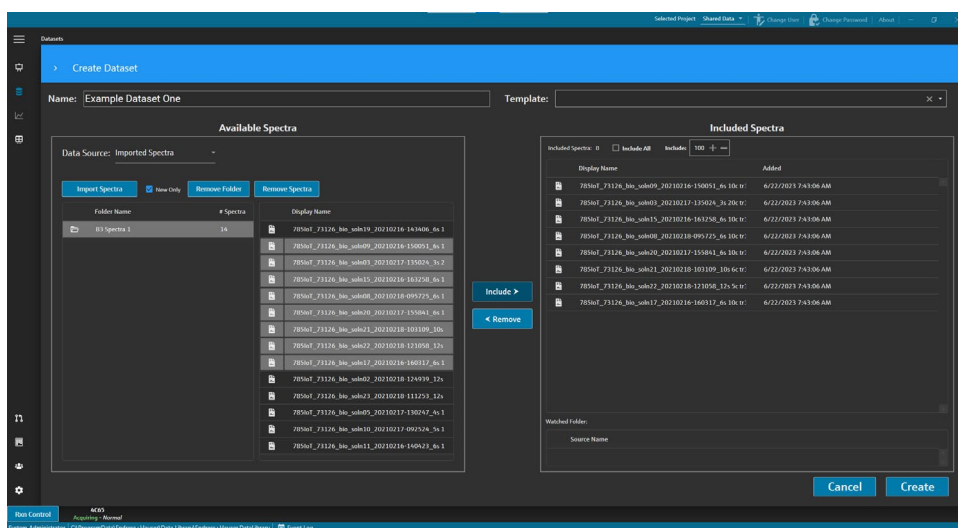 Selected Project Shared Data Change User Change Password About
Datasets
Create Dataset
Name: Example Dataset One Template:
Available Spectra
Data Source: Imported Spectra
Import Spectra New Only Remove Folder Remove Spectra
Folder Name # Spectra Display Name
B3 Spectra 1 14
785IoT_73126_bio_soln19_20210216-143406_6s 1
785IoT_73126_bio_soln09_20210216-150051_6s 1
785IoT_73126_bio_soln03_20210217-135024_3s 2
785IoT_73126_bio_soln15_20210216-163258_6s 1
785IoT_73126_bio_soln08_20210218-095725_6s 1
785IoT_73126_bio_soln20_20210217-155841_6s 1
785IoT_73126_bio_soln21_20210218-103109_10s
785IoT_73126_bio_soln22_20210218-121058_12s
785IoT_73126_bio_soln17_20210216-160317_6s 1
785IoT_73126_bio_soln02_20210218-124939_12s
785IoT_73126_bio_soln23_20210218-111253_12s
785IoT_73126_bio_soln05_20210217-130247_4s 1
785IoT_73126_bio_soln10_20210217-092524_5s 1
785IoT_73126_bio_soln11_20210216-140423_6s 1
Include >
< Remove
Included Spectra
Included Spectra: 8 Include All Include: 100
Display Name Added
785IoT_73126_bio_soln09_20210216-150051_6s 10c tr: 6/22/2023 7:43:06 AM
785IoT_73126_bio_soln03_20210217-135024_3s 20c tr: 6/22/2023 7:43:06 AM
785IoT_73126_bio_soln15_20210216-163258_6s 10c tr: 6/22/2023 7:43:06 AM
785IoT_73126_bio_soln08_20210218-095725_6s 10c tr: 6/22/2023 7:43:06 AM
785IoT_73126_bio_soln20_20210217-155841_6s 10c tr: 6/22/2023 7:43:06 AM
785IoT_73126_bio_soln21_20210218-103109_10s 6c tr: 6/22/2023 7:43:06 AM
785IoT_73126_bio_soln22_20210218-121058_12s 5c tr: 6/22/2023 7:43:06 AM
785IoT_73126_bio_soln17_20210216-160317_6s 10c tr: 6/22/2023 7:43:06 AM
Watched Folder:
Source Name
Cancel Create
Rxn Control
4C65
Acquiring - Normal
System Administrator Event Log